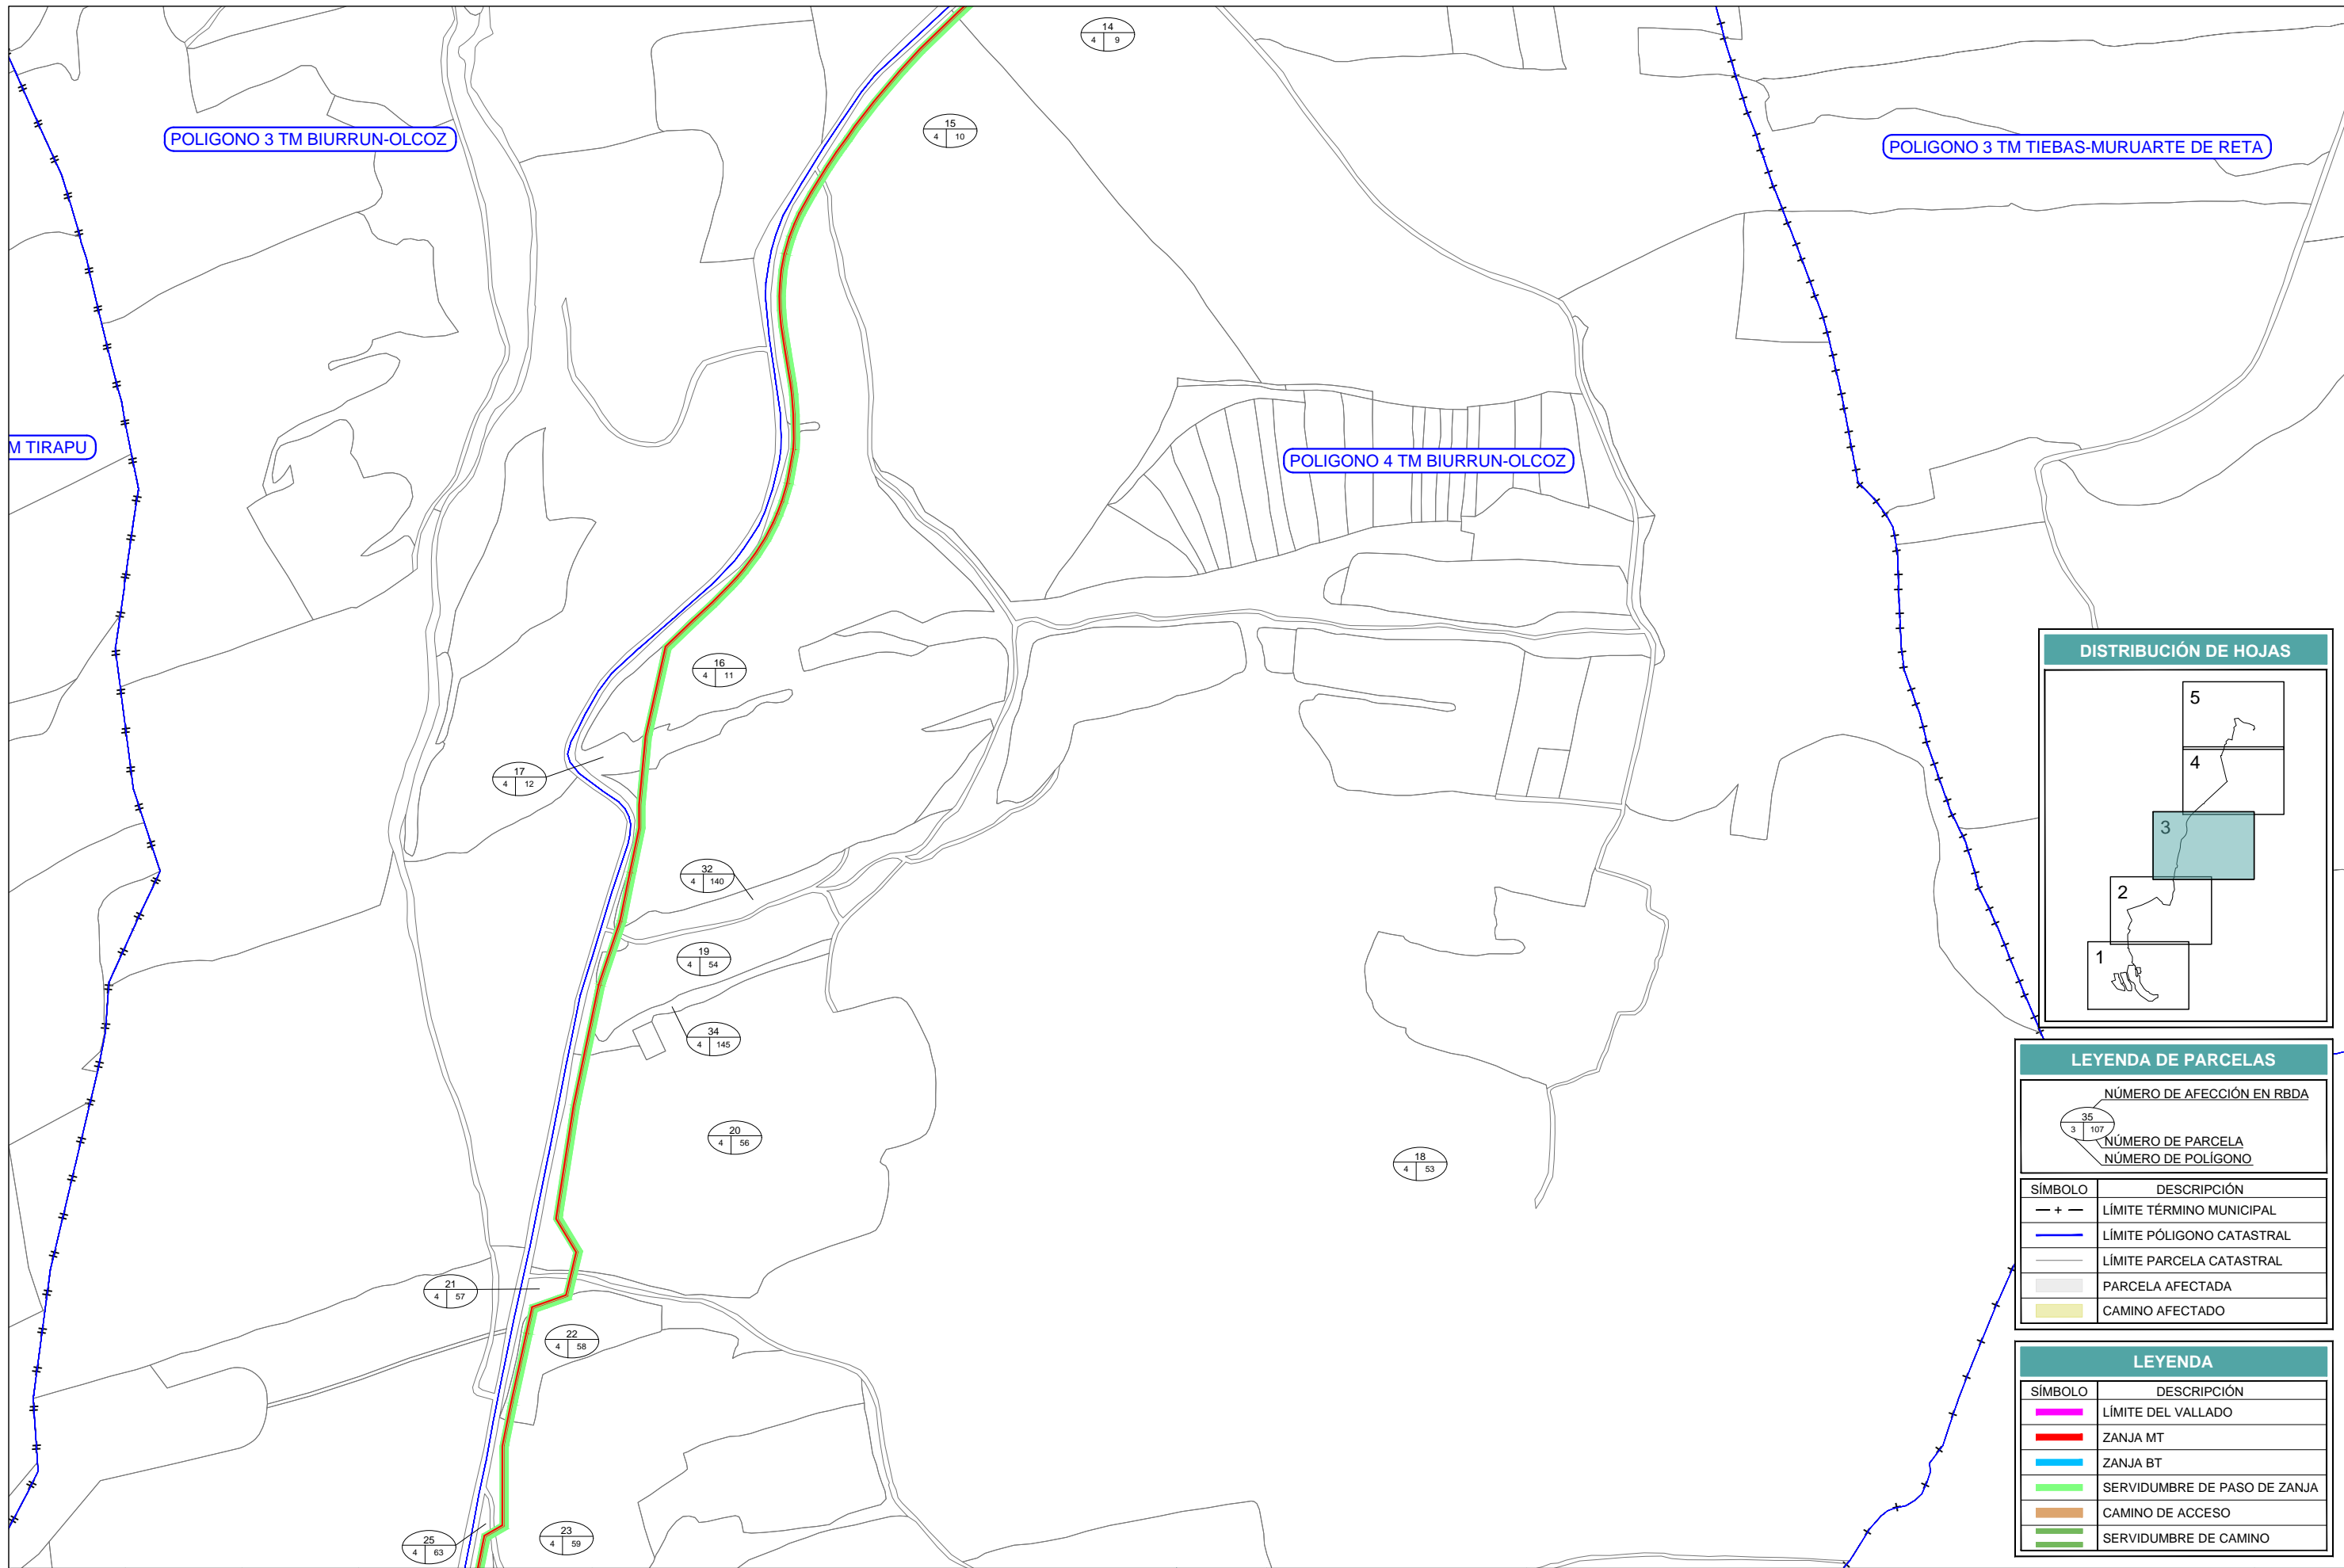 14
4 9
15
4 10
POLIGONO 3 TM BIURRUN-OLCOZ
POLIGONO 3 TM TIEBAS-MURUARTE DE RETA
M TIRAPU
POLIGONO 4 TM BIURRUN-OLCOZ
16
4 11
17
4 12
32
4 140
19
4 54
34
4 145
20
4 56
18
4 53
21
4 57
22
4 58
25
4 63
23
4 59
DISTRIBUCIÓN DE HOJAS
5
4
3
2
1
LEYENDA DE PARCELAS
NÚMERO DE AFECCIÓN EN RBDA
35
3 107
NÚMERO DE PARCELA
NÚMERO DE POLÍGONO
SÍMBOLO DESCRIPCIÓN
LÍMITE TÉRMINO MUNICIPAL
LÍMITE PÓLIGONO CATASTRAL
LÍMITE PARCELA CATASTRAL
PARCELA AFECTADA
CAMINO AFECTADO
LEYENDA
SÍMBOLO DESCRIPCIÓN
LÍMITE DEL VALLADO
ZANJA MT
ZANJA BT
SERVIDUMBRE DE PASO DE ZANJA
CAMINO DE ACCESO
SERVIDUMBRE DE CAMINO